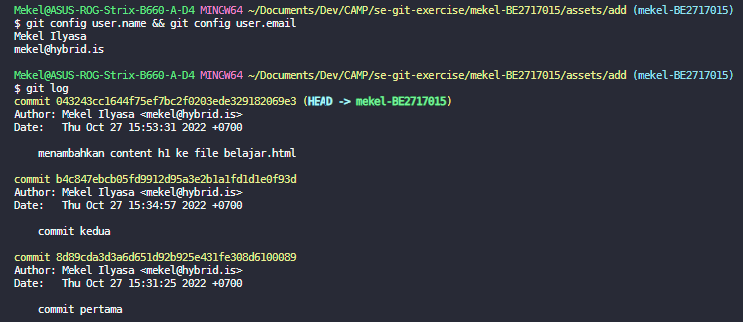 Mekel@ASUS-ROG-Strix-B660-A-D4 MINGW64 ~/Documents/Dev/CAMP/se-git-exercise/mekel-BE2717015/assets/add (mekel-BE2717015)
$ git config user.name && git config user.email
Mekel Ilyasa
mekel@hybrid.is
Mekel@ASUS-ROG-Strix-B660-A-D4 MINGW64 ~/Documents/Dev/CAMP/se-git-exercise/mekel-BE2717015/assets/add (mekel-BE2717015)
$ git log
commit 043243cc1644f75ef7bc2f0203ede329182069e3 (HEAD -> mekel-BE2717015)
Author: Mekel Ilyasa <mekel@hybrid.is>
Date:   Thu Oct 27 15:53:31 2022 +0700
menambahkan content h1 ke file belajar.html
commit b4c847ebcb05fd9912d95a3e2b1a1fd1d1e0f93d
Author: Mekel Ilyasa <mekel@hybrid.is>
Date:   Thu Oct 27 15:34:57 2022 +0700
commit kedua
commit 8d89cda3d3a6d651d92b925e431fe308d6100089
Author: Mekel Ilyasa <mekel@hybrid.is>
Date:   Thu Oct 27 15:31:25 2022 +0700
commit pertama